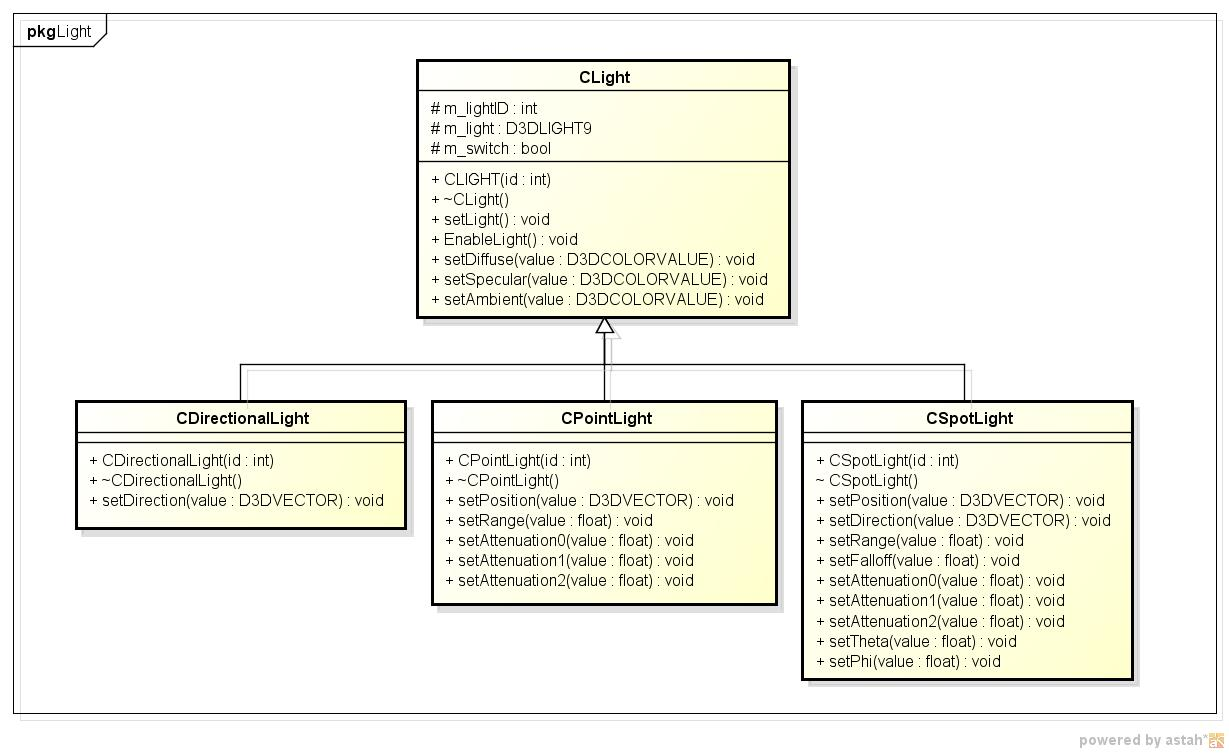 pkg Light
CLight
# m_lightID : int
# m_light : D3DLIGHT9
# m_switch : bool
+ CLIGHT(id : int)
+ ~CLight()
+ setLight() : void
+ EnableLight() : void
+ setDiffuse(value : D3DCOLORVALUE) : void
+ setSpecular(value : D3DCOLORVALUE) : void
+ setAmbient(value : D3DCOLORVALUE) : void
CDirectionalLight
+ CDirectionalLight(id : int)
+ ~CDirectionalLight()
+ setDirection(value : D3DVECTOR) : void
CPointLight
+ CPointLight(id : int)
+ ~CPointLight()
+ setPosition(value : D3DVECTOR) : void
+ setRange(value : float) : void
+ setAttenuation0(value : float) : void
+ setAttenuation1(value : float) : void
+ setAttenuation2(value : float) : void
CSpotLight
+ CSpotLight(id : int)
~ CSpotLight()
+ setPosition(value : D3DVECTOR) : void
+ setDirection(value : D3DVECTOR) : void
+ setRange(value : float) : void
+ setFalloff(value : float) : void
+ setAttenuation0(value : float) : void
+ setAttenuation1(value : float) : void
+ setAttenuation2(value : float) : void
+ setTheta(value : float) : void
+ setPhi(value : float) : void
powered by astah*